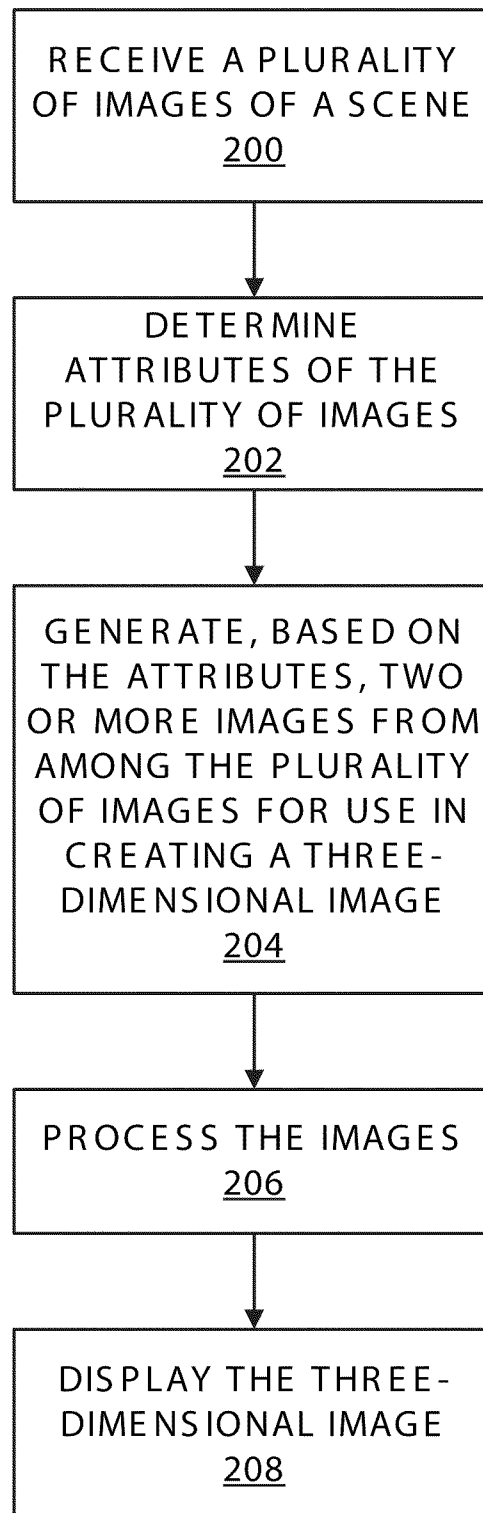 RECEIVE A PLURALITY
OF IMAGES OF A SCENE
200
DETERMINE
ATTRIBUTES OF THE
PLURALITY OF IMAGES
202
GENERATE, BASED ON
THE ATTRIBUTES, TWO
OR MORE IMAGES FROM
AMONG THE PLURALITY
OF IMAGES FOR USE IN
CREATING A THREE-
DIMENSIONAL IMAGE
204
PROCESS THE IMAGES
206
DISPLAY THE THREE-
DIMENSIONAL IMAGE
208